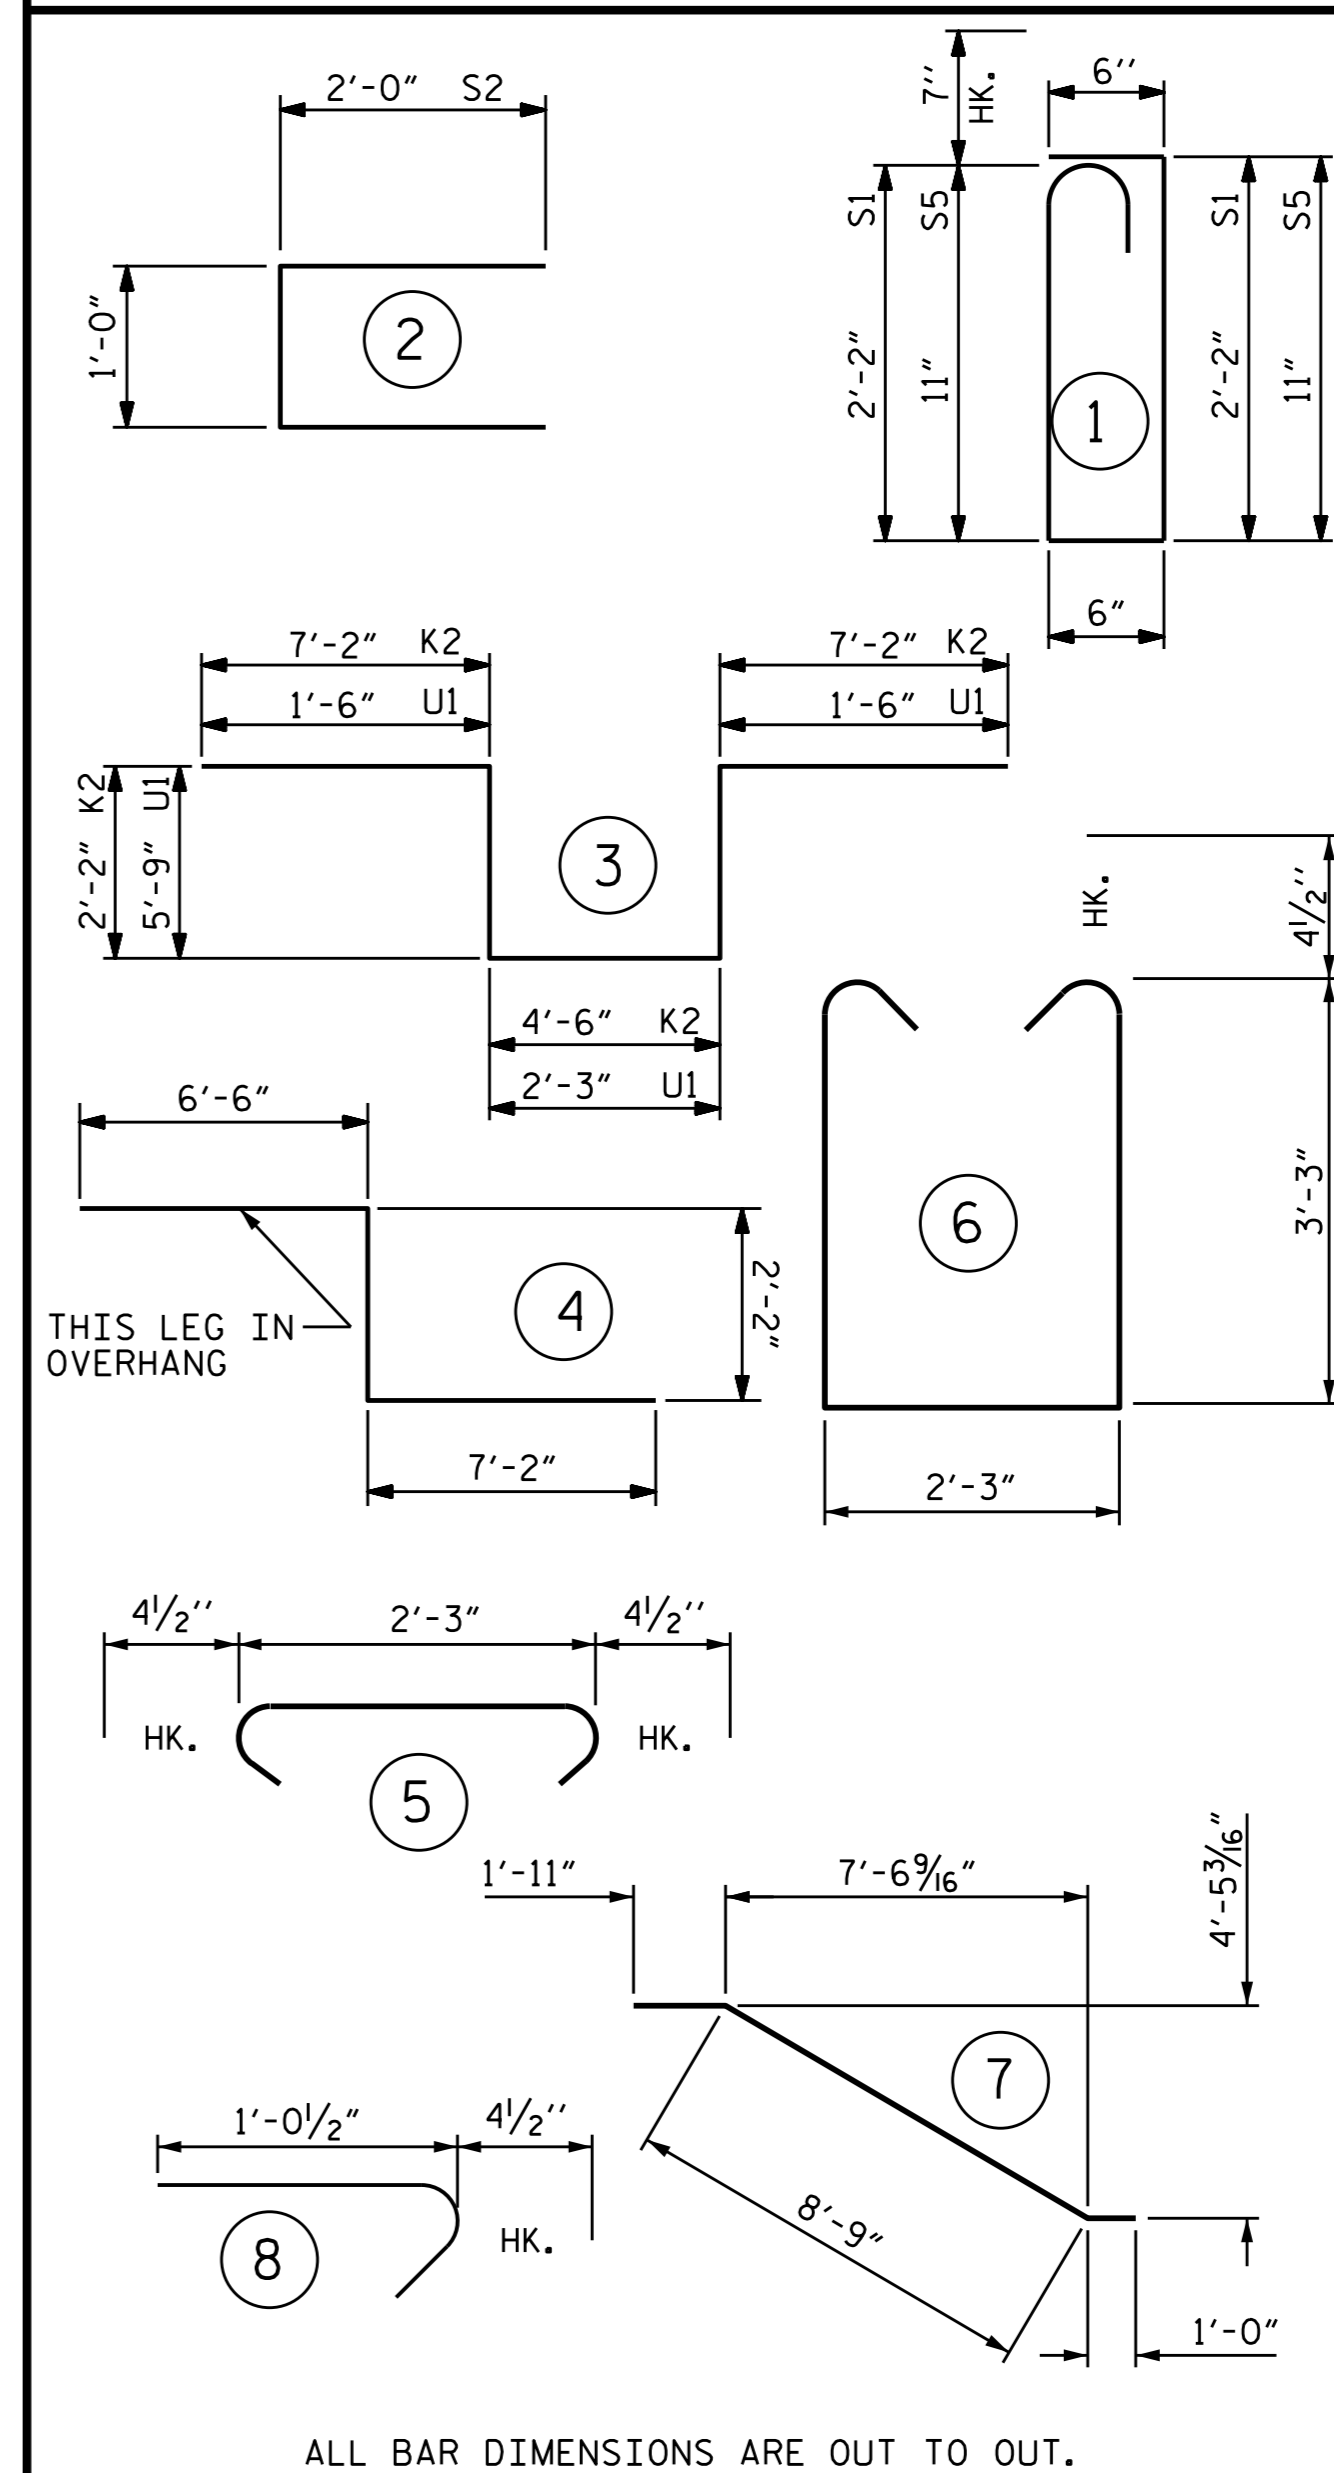 2'-0" S2
1'-0"
2
7''
HK.
6''
2'-2" S1
11" S5
2'-2" S1
11" S5
1
6"
7'-2" K2
1'-6" U1
7'-2" K2
1'-6" U1
2'-2" K2
5'-9" U1
3
4'-6" K2
2'-3" U1
HK.
4½''
3'-3"
6
2'-3"
6'-6"
THIS LEG IN
OVERHANG
4
2'-2"
7'-2"
4½'' 2'-3" 4½''
HK. HK.
5
1'-11" 7'-6⁹⁄₁₆"
4'-5³⁄₁₆"
7
8'-9"
1'-0"
1'-0½" 4½''
HK.
8
ALL BAR DIMENSIONS ARE OUT TO OUT.